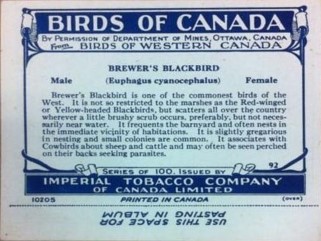 BIRDS OF CANADA
BY PERMISSION OF DEPARTMENT OF MINES, OTTAWA, CANADA
From BIRDS OF WESTERN CANADA
BREWER'S BLACKBIRD
Male (Euphagus cyanocephalus) Female
Brewer's Blackbird is one of the commonest birds of the
West. It is not so restricted to the marshes as the Red-winged
or Yellow-headed Blackbirds, but scatters all over the country
wherever a little brushy scrub occurs, preferably, but not neces-
sarily near water. It frequents the barnyard and often nests in
the immediate vicinity of habitations. It is slightly gregarious
in nesting and small colonies are common. It associates with
Cowbirds about sheep and cattle and may often be seen perched
on their backs seeking parasites.
92
SERIES OF 100, ISSUED BY
IMPERIAL TOBACCO COMPANY
OF CANADA LIMITED
10205 PRINTED IN CANADA (OVER)
USE THIS SPACE FOR
PASTING IN ALBUM